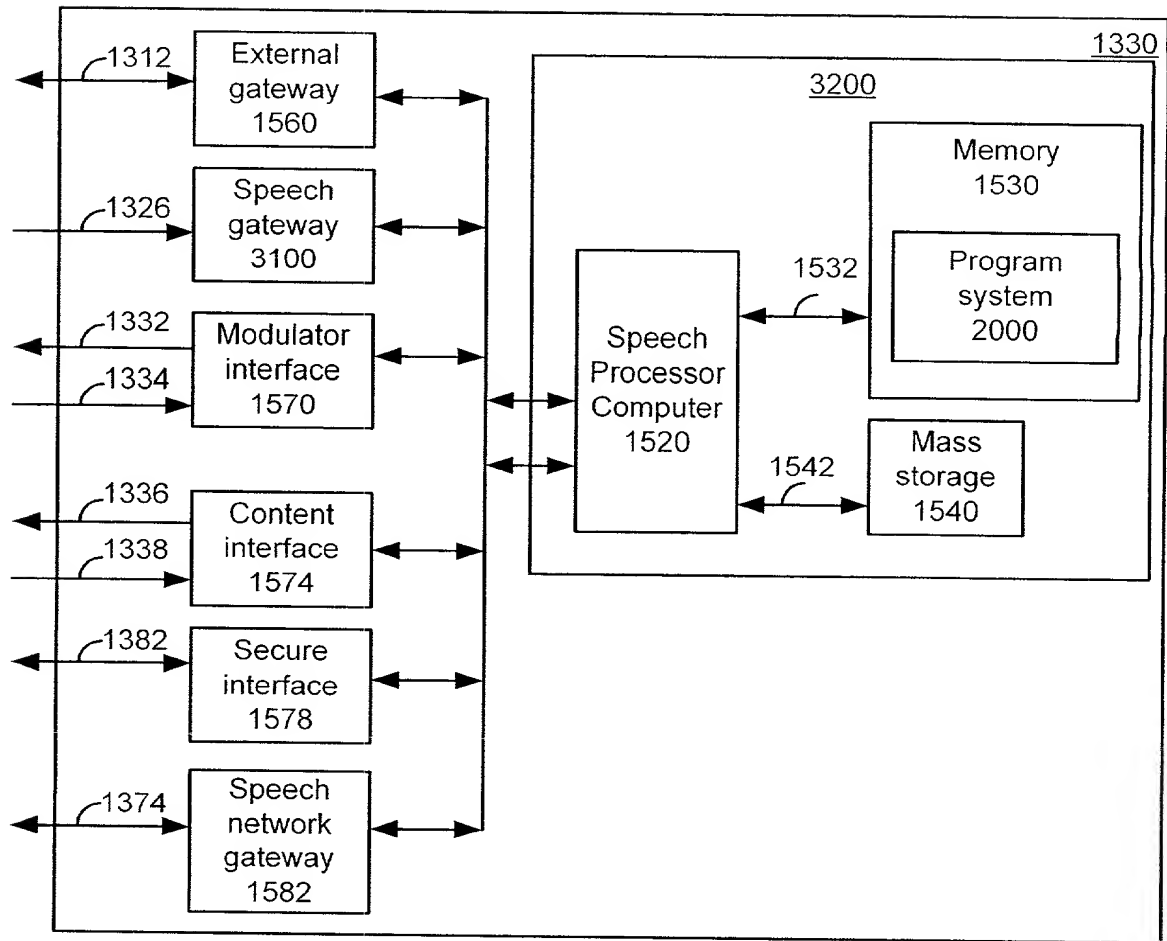 1330
3200
1312
External
gateway
1560
1326
Speech
gateway
3100
1332
1334
Modulator
interface
1570
1336
1338
Content
interface
1574
1382
Secure
interface
1578
1374
Speech
network
gateway
1582
Speech
Processor
Computer
1520
1532
Memory
1530
Program
system
2000
1542
Mass
storage
1540